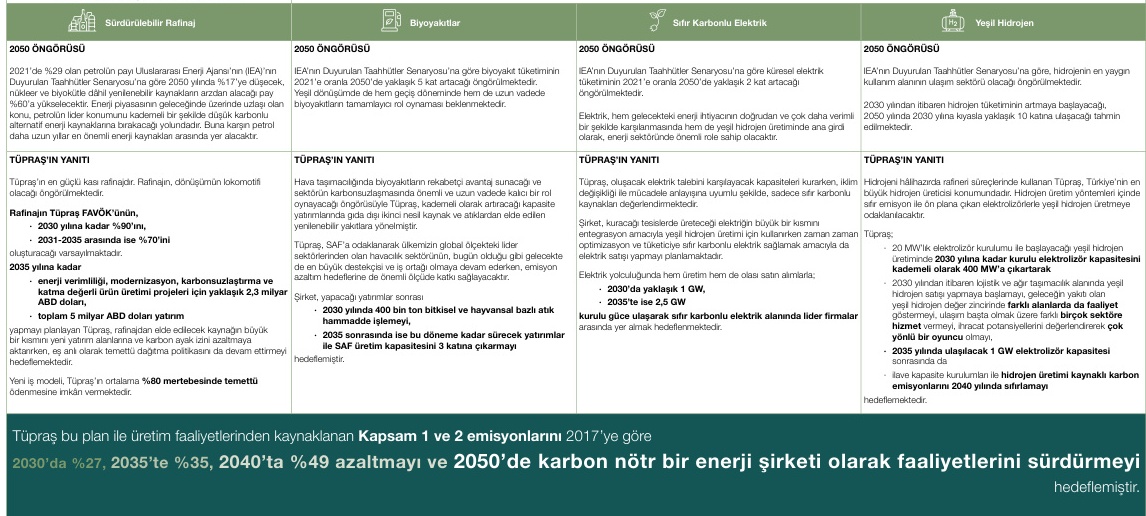 Sürdürülebilir Rafinaj
2050 ÖNGÖRÜSÜ
2021'de %29 olan petrolün payı Uluslararası Enerji Ajansı'nın (IEA)'nın
Duyurulan Taahhütler Senaryosu'na göre 2050 yılında %17'ye düşecek,
nükleer ve biyokütle dâhil yenilenebilir kaynakların arzdan alacağı pay
%60'a yükselecektir. Enerji piyasasının geleceğinde üzerinde uzlaşı olan
konu, petrolün lider konumunu kademeli bir şekilde düşük karbonlu
alternatif enerji kaynaklarına bırakacağı yolundadır. Buna karşın petrol
daha uzun yıllar en önemli enerji kaynakları arasında yer alacaktır.
TÜPRAŞ'IN YANITI
Tüpraş'ın en güçlü kası rafinajdır. Rafinajın, dönüşümün lokomotifi
olacağı öngörülmektedir.
Rafinajın Tüpraş FAVÖK'ünün,
· 2030 yılına kadar %90'ını,
· 2031-2035 arasında ise %70'ini
oluşturacağı varsayılmaktadır.
2035 yılına kadar
· enerji verimliliği, modernizasyon, karbonsuzlaştırma ve
katma değerli ürün üretimi projeleri için yaklaşık 2,3 milyar
ABD doları,
· toplam 5 milyar ABD doları yatırım
yapmayı planlayan Tüpraş, rafinajdan elde edilecek kaynağın büyük
bir kısmını yeni yatırım alanlarına ve karbon ayak izini azaltmaya
aktarırken, eş anlı olarak temettü dağıtma politikasını da devam ettirmeyi
hedeflemektedir.
Yeni iş modeli, Tüpraş'ın ortalama %80 mertebesinde temettü
ödenmesine imkân vermektedir.
Biyoyakıtlar
2050 ÖNGÖRÜSÜ
IEA'nın Duyurulan Taahhütler Senaryosu'na göre biyoyakıt tüketiminin
2021'e oranla 2050'de yaklaşık 5 kat artacağı öngörülmektedir.
Yeşil dönüşümde hem geçiş döneminde hem de uzun vadede
biyoyakıtların tamamlayıcı rol oynaması beklenmektedir.
TÜPRAŞ'IN YANITI
Hava taşımacılığında biyoyakıtların rekabetçi avantaj sunacağı ve
sektörün karbonsuzlaşmasında önemli ve uzun vadede kalıcı bir rol
oynayacağı öngörüsüyle Tüpraş, kademeli olarak artıracağı kapasite
yatırımlarında gıda dışı ikinci nesil kaynak ve atıklardan elde edilen
yenilenebilir yakıtlara yönelmiştir.
Tüpraş, SAF'a odaklanarak ülkemizin global ölçekteki lider
sektörlerinden olan havacılık sektörünün, bugün olduğu gibi gelecekte
de en büyük destekçisi ve iş ortağı olmaya devam ederken, emisyon
azaltım hedeflerine de önemli ölçüde katkı sağlayacaktır.
Şirket, yapacağı yatırımlar sonrası
· 2030 yılında 400 bin ton bitkisel ve hayvansal bazlı atık
hammadde işlemeyi,
· 2035 sonrasında ise bu döneme kadar sürecek yatırımlar
ile SAF üretim kapasitesini 3 katına çıkarmayı
hedeflemiştir.
Sıfır Karbonlu Elektrik
2050 ÖNGÖRÜSÜ
IEA'nın Duyurulan Taahhütler Senaryosu'na göre küresel elektrik
tüketiminin 2021'e oranla 2050'de yaklaşık 2 kat artacağı
öngörülmektedir.
Elektrik, hem gelecekteki enerji ihtiyacının doğrudan ve çok daha verimli
bir şekilde karşılanmasında hem de yeşil hidrojen üretiminde ana girdi
olarak, enerji sektöründe önemli role sahip olacaktır.
TÜPRAŞ'IN YANITI
Tüpraş, oluşacak elektrik talebini karşılayacak kapasiteleri kurarken, iklim
değişikliği ile mücadele anlayışına uyumlu şekilde, sadece sıfır karbonlu
kaynakları değerlendirmektedir.
Şirket, kuracağı tesislerde üreteceği elektriğin büyük bir kısmını
entegrasyon amacıyla yeşil hidrojen üretimi için kullanırken zaman zaman
optimizasyon ve tüketiciye sıfır karbonlu elektrik sağlamak amacıyla da
elektrik satışı yapmayı planlamaktadır.
Elektrik yolculuğunda hem üretim hem de olası satın alımlarla;
· 2030'da yaklaşık 1 GW,
· 2035'te ise 2,5 GW
kurulu güce ulaşarak sıfır karbonlu elektrik alanında lider firmalar
arasında yer almak hedeflenmektedir.
Yeşil Hidrojen
H2
2050 ÖNGÖRÜSÜ
IEA'nın Duyurulan Taahhütler Senaryosu'na göre, hidrojenin en yaygın
kullanım alanının ulaşım sektörü olacağı öngörülmektedir.
2030 yılından itibaren hidrojen tüketiminin artmaya başlayacağı,
2050 yılında 2030 yılına kıyasla yaklaşık 10 katına ulaşacağı tahmin
edilmektedir.
TÜPRAŞ'IN YANITI
Hidrojeni hâlihazırda rafineri süreçlerinde kullanan Tüpraş, Türkiye'nin en
büyük hidrojen üreticisi konumundadır. Hidrojen üretim yöntemleri içinde
sıfır emisyon ile ön plana çıkan elektrolizörlerle yeşil hidrojen üretmeye
odaklanılacaktır.
Tüpraş;
· 20 MW'lık elektrolizör kurulumu ile başlayacağı yeşil hidrojen
üretiminde 2030 yılına kadar kurulu elektrolizör kapasitesini
kademeli olarak 400 MW'a çıkartarak
· 2030 yılından itibaren lojistik ve ağır taşımacılık alanında yeşil
hidrojen satışı yapmaya başlamayı, geleceğin yakıtı olan
yeşil hidrojen değer zincirinde farklı alanlarda da faaliyet
göstermeyi, ulaşım başta olmak üzere farklı birçok sektöre
hizmet vermeyi, ihracat potansiyellerini değerlendirerek çok
yönlü bir oyuncu olmayı,
· 2035 yılında ulaşılacak 1 GW elektrolizör kapasitesi
sonrasında da
· ilave kapasite kurulumları ile hidrojen üretimi kaynaklı karbon
emisyonlarını 2040 yılında sıfırlamayı
hedeflemektedir.
Tüpraş bu plan ile üretim faaliyetlerinden kaynaklanan Kapsam 1 ve 2 emisyonlarını 2017'ye göre
2030'da %27, 2035'te %35, 2040'ta %49 azaltmayı ve 2050'de karbon nötr bir enerji şirketi olarak faaliyetlerini sürdürmeyi
hedeflemiştir.